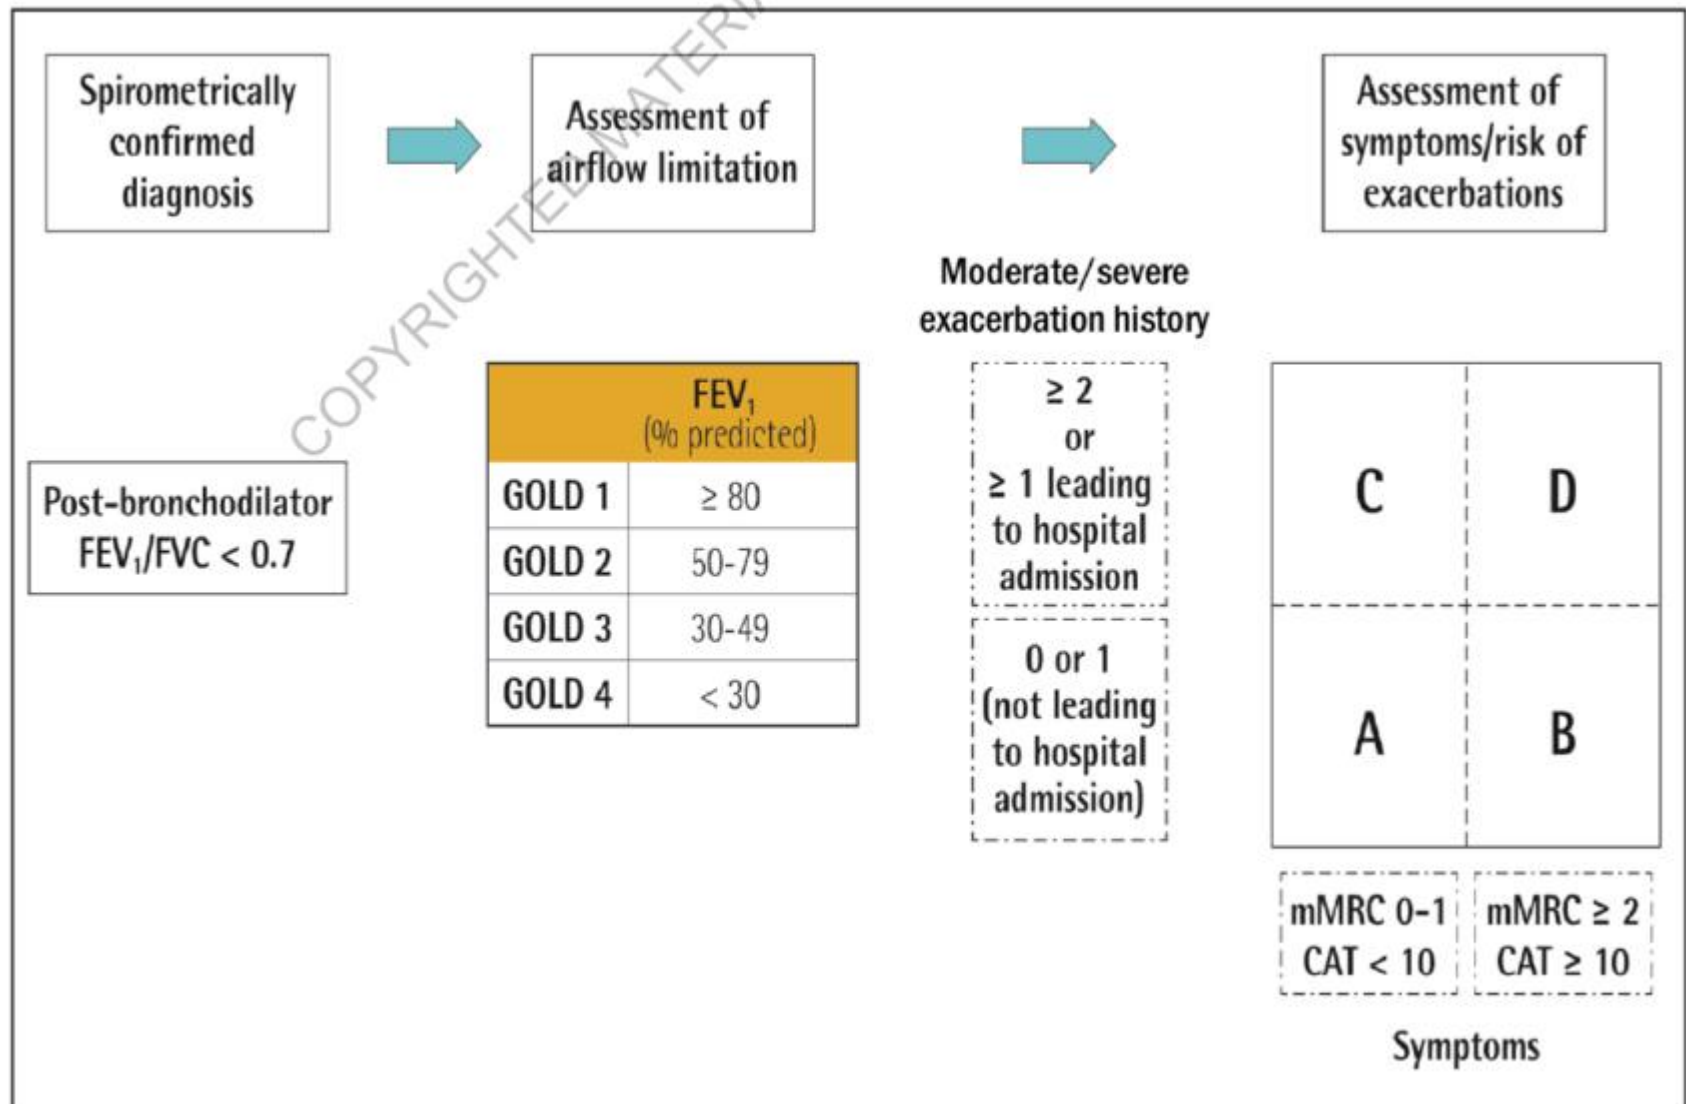 Spirometrically
confirmed
diagnosis
Assessment of
airflow limitation
Assessment of
symptoms/risk of
exacerbations
COPYRIGHTED MATERIA
Post-bronchodilator
FEV₁/FVC < 0.7
FEV₁
(% predicted)
GOLD 1 ≥ 80
GOLD 2 50-79
GOLD 3 30-49
GOLD 4 < 30
Moderate/severe
exacerbation history
≥ 2
or
≥ 1 leading
to hospital
admission
0 or 1
(not leading
to hospital
admission)
C D
A B
mMRC 0-1
CAT < 10
mMRC ≥ 2
CAT ≥ 10
Symptoms